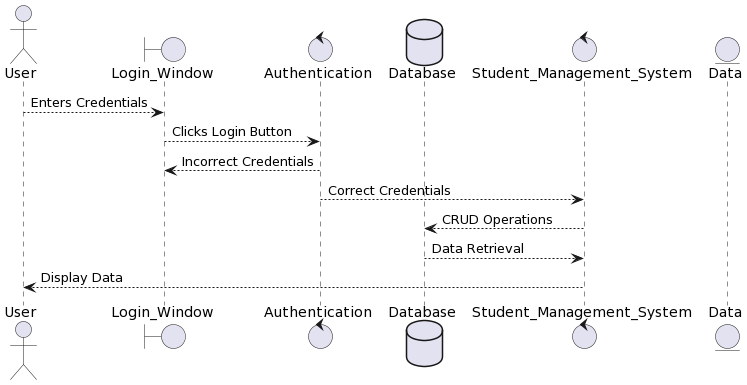 User
Login_Window
Authentication
Database
Student_Management_System
Data
Enters Credentials
Clicks Login Button
Incorrect Credentials
Correct Credentials
CRUD Operations
Data Retrieval
Display Data
User
Login_Window
Authentication
Database
Student_Management_System
Data